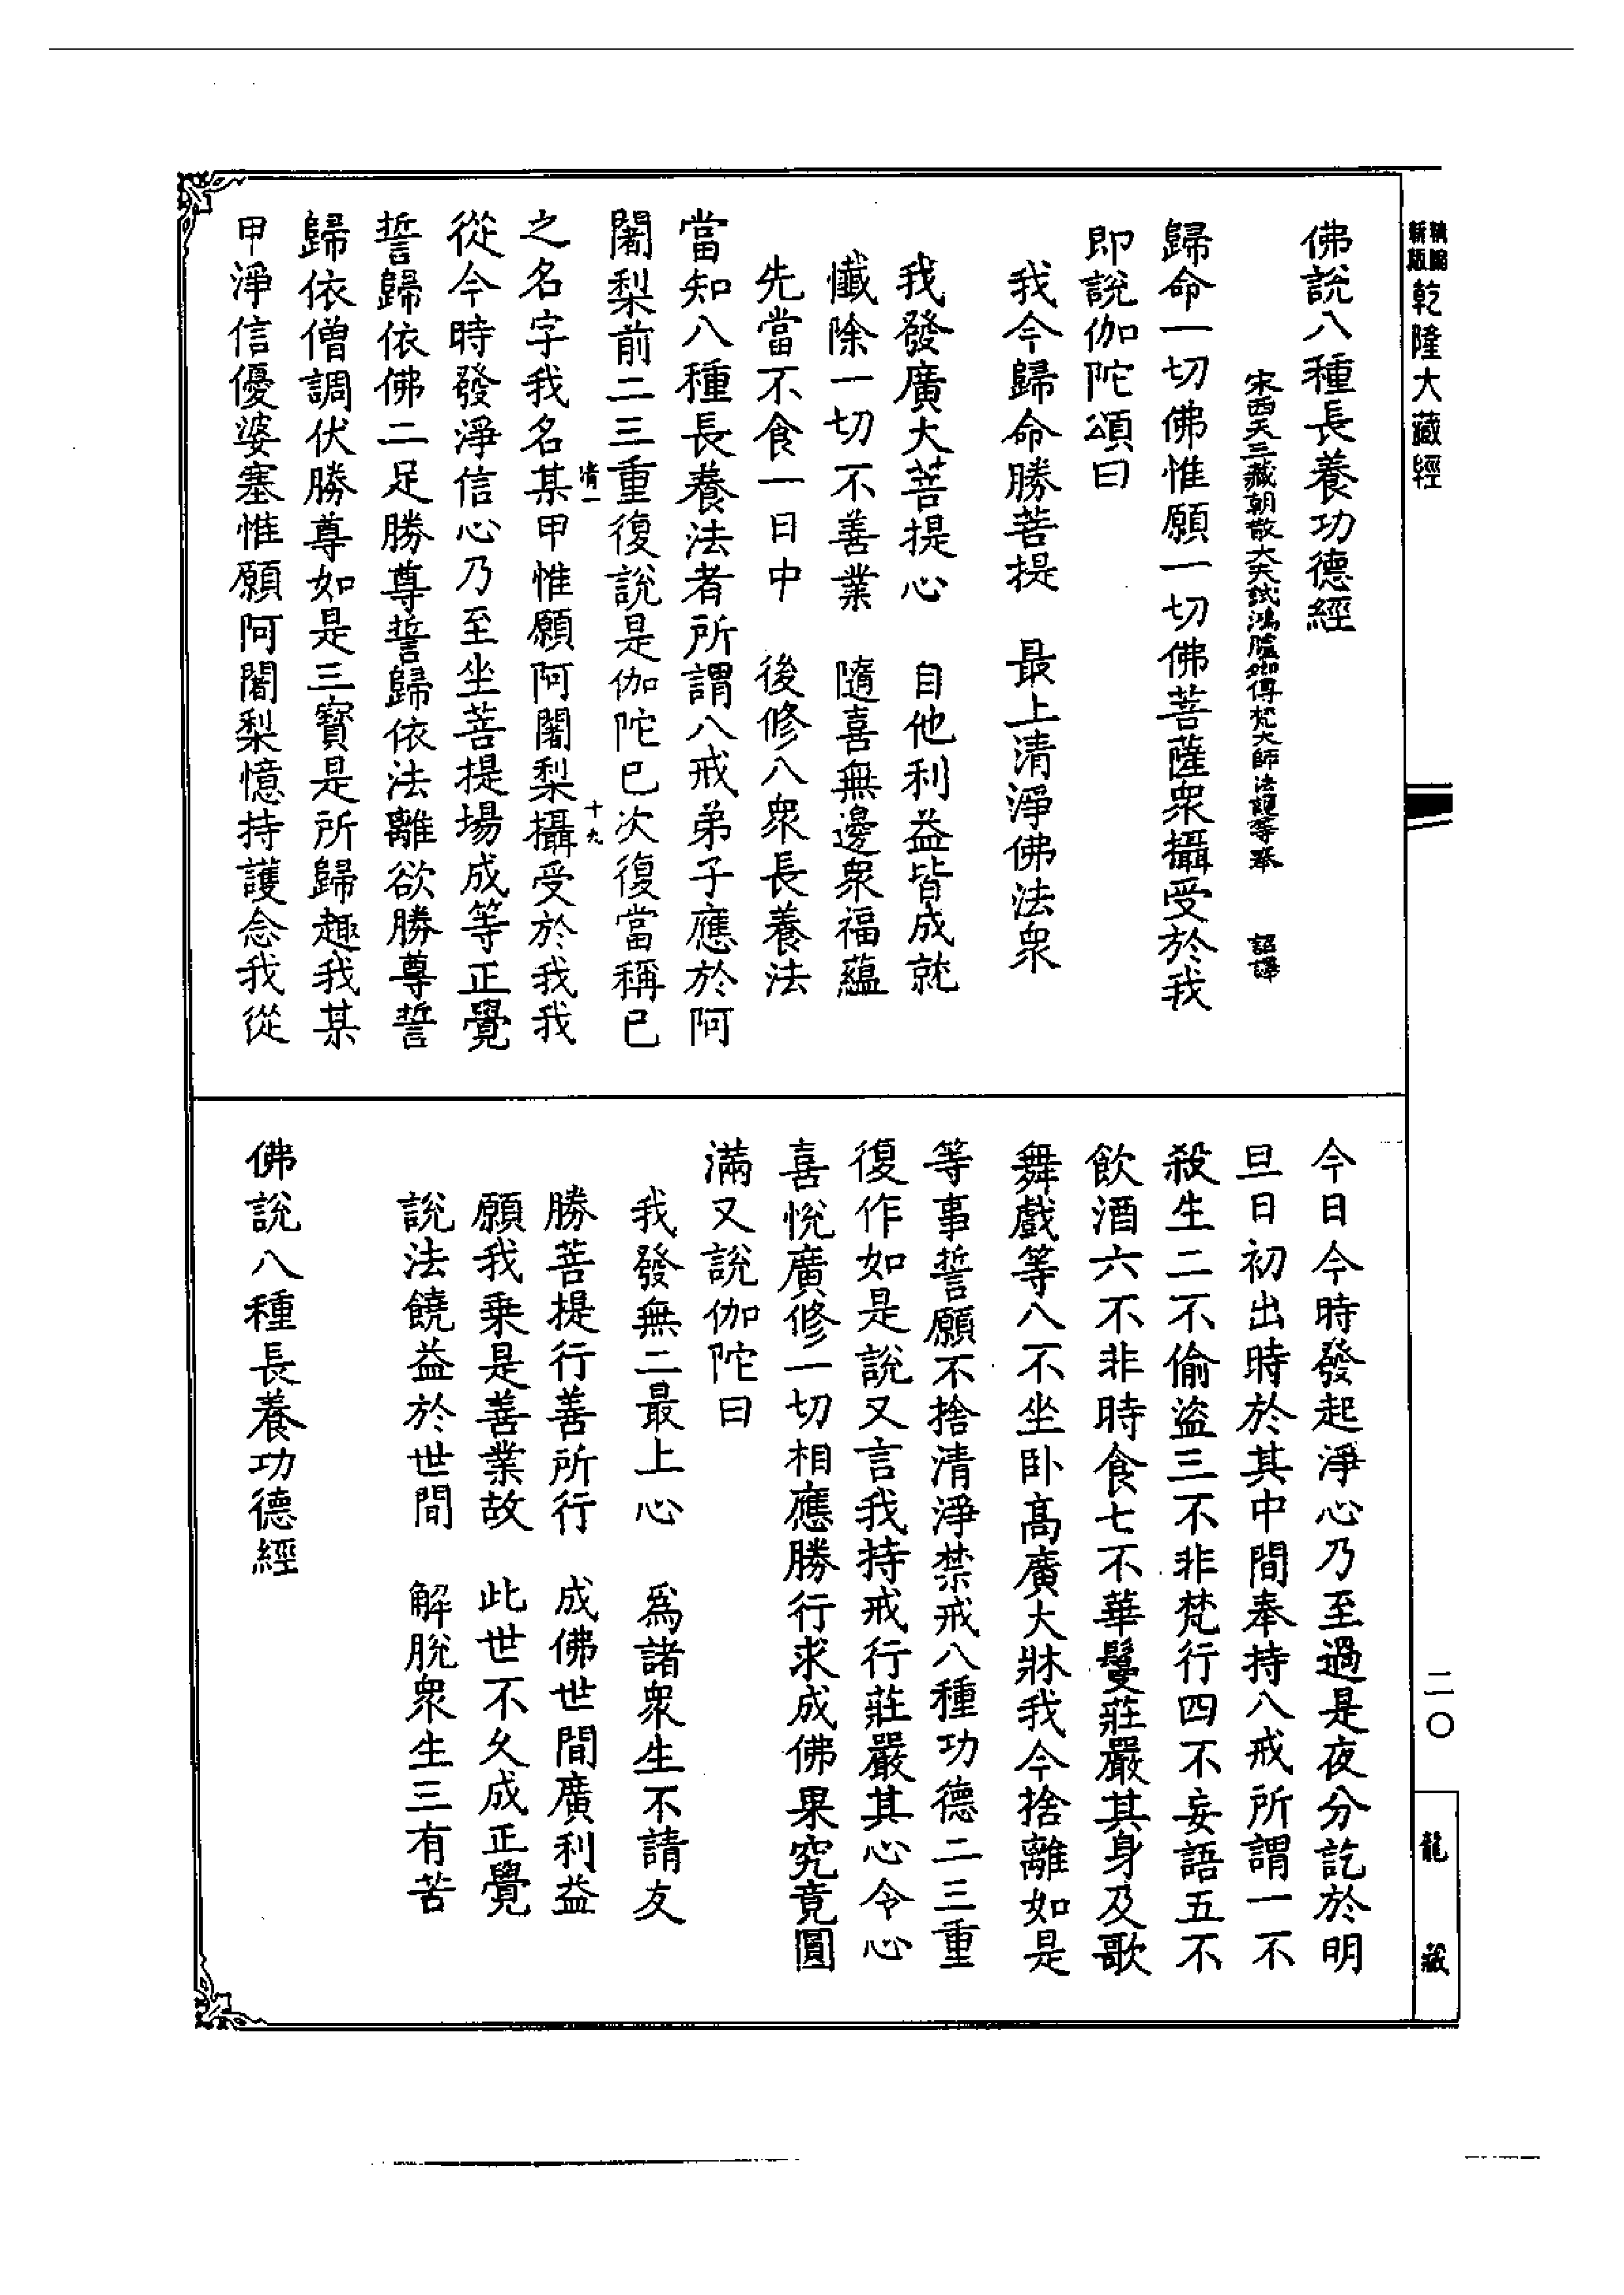 新版
乾隆大藏經
佛說八種長養功德經
宋西天三藏朝散大夫試鴻臚卿傳梵大師法護等奉　詔譯
歸命一切佛惟願一切佛菩薩眾攝受於我
即說伽陀頌曰
我今歸命勝菩提　最上清淨佛法眾
我發廣大菩提心　自他利益皆成就
懺除一切不善業　隨喜無邊眾福蘊
先當不食一日中　後修八眾長養法
當知八種長養法者所謂八戒弟子應於阿
闍梨前二三重復說是伽陀已次復當稱已
十九
之名字我名某甲惟願阿闍梨攝受於我我
從今時發淨信心乃至坐菩提場成等正覺
誓歸依佛二足勝尊誓歸依法離欲勝尊誓
歸依僧調伏勝尊如是三寶是所歸趣我某
甲淨信優婆塞惟願阿闍梨憶持護念我從
今日今時發起淨心乃至過是夜分訖於明
旦日初出時於其中間奉持八戒所謂一不
殺生二不偷盜三不非梵行四不妄語五不
飲酒六不非時食七不華鬘莊嚴其身及歌
舞戲等八不坐臥高廣大牀我今捨離如是
等事誓願不捨清淨禁戒八種功德二三重
復作如是說又言我持戒行莊嚴其心令心
喜悅廣修一切相應勝行求成佛果究竟圓
滿又說伽陀曰
我發無二最上心　為諸眾生不請友
勝菩提行善所行　成佛世間廣利益
願我乘是善業故　此世不久成正覺
說法饒益於世間　解脫眾生三有苦
佛說八種長養功德經
二〇
龍藏